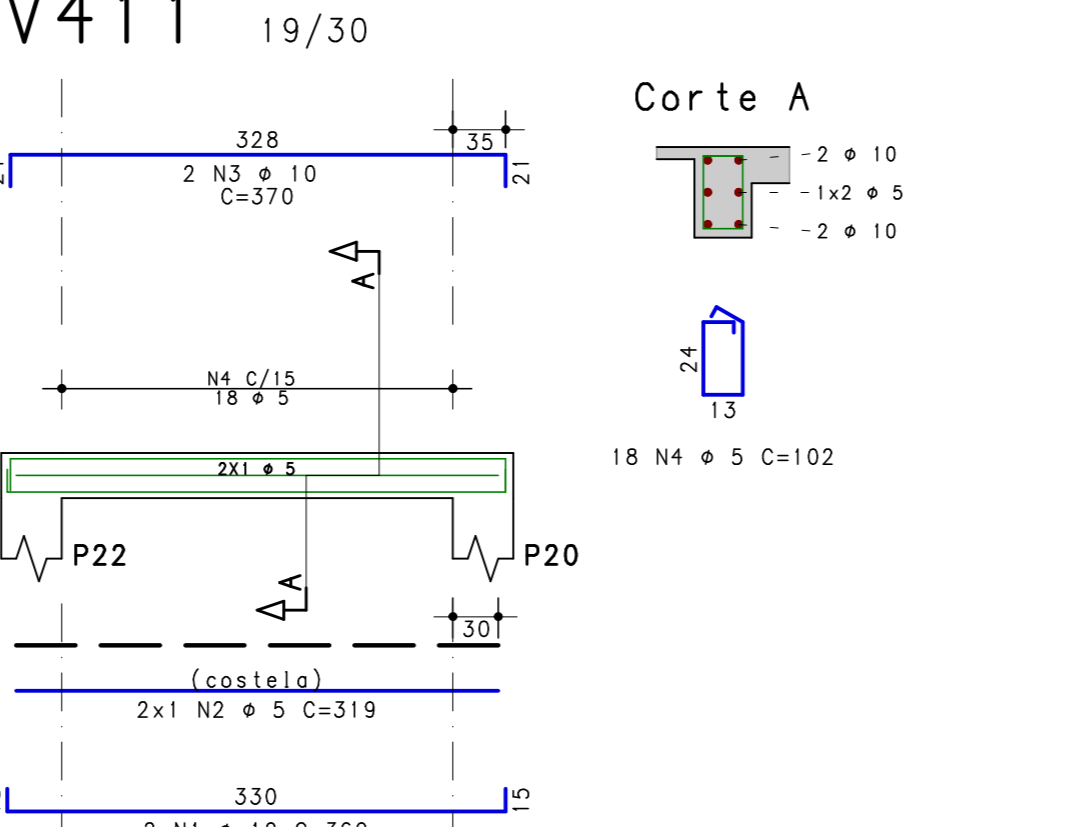 V411 19/30
Corte A
328
35
21
2 N3 ø 10
C=370
2 ø 10
1x2 ø 5
2 ø 10
A
N4 C/15
18 ø 5
24
13
18 N4 ø 5 C=102
2X1 ø 5
P22
P20
A
30
(costela)
2x1 N2 ø 5 C=319
330
15